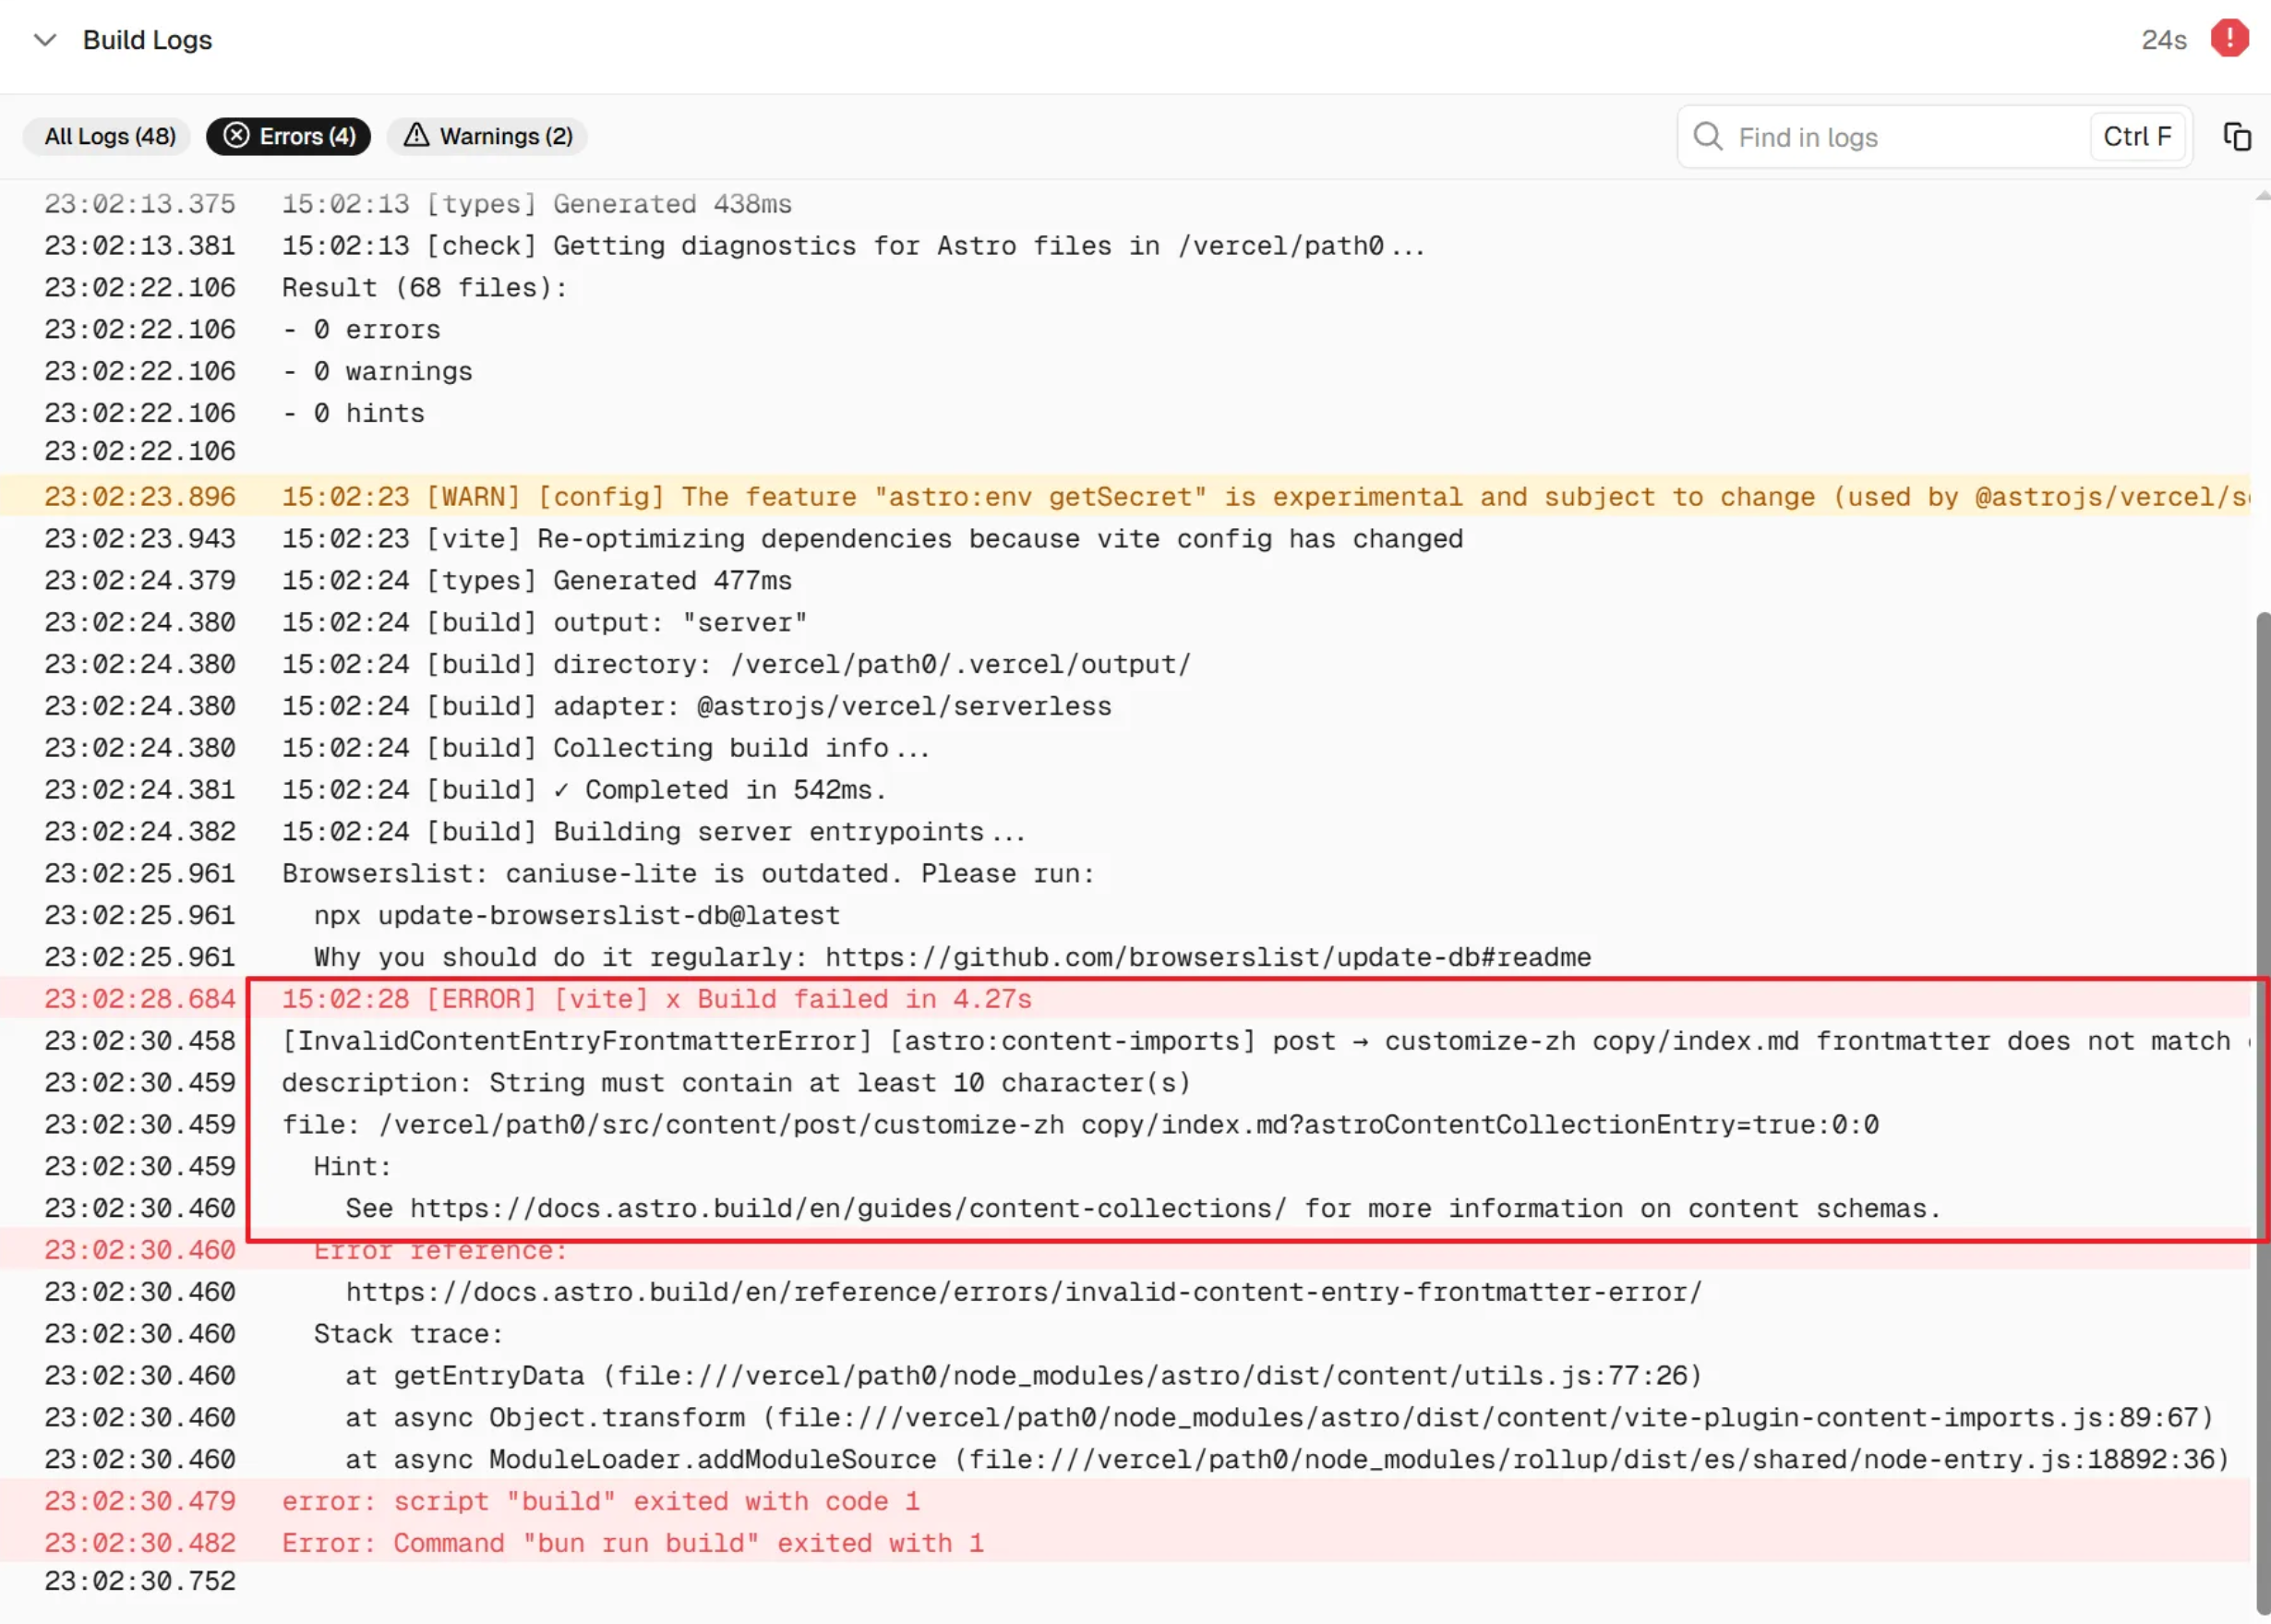 Build Logs
24s
All Logs (48)
Errors (4)
Warnings (2)
Find in logs
Ctrl F
23:02:13.375 15:02:13 [types] Generated 438ms
23:02:13.381 15:02:13 [check] Getting diagnostics for Astro files in /vercel/path0...
23:02:22.106 Result (68 files):
23:02:22.106 - 0 errors
23:02:22.106 - 0 warnings
23:02:22.106 - 0 hints
23:02:22.106
23:02:23.896 15:02:23 [WARN] [config] The feature "astro:env getSecret" is experimental and subject to change (used by @astrojs/vercel/s
23:02:23.943 15:02:23 [vite] Re-optimizing dependencies because vite config has changed
23:02:24.379 15:02:24 [types] Generated 477ms
23:02:24.380 15:02:24 [build] output: "server"
23:02:24.380 15:02:24 [build] directory: /vercel/path0/.vercel/output/
23:02:24.380 15:02:24 [build] adapter: @astrojs/vercel/serverless
23:02:24.380 15:02:24 [build] Collecting build info...
23:02:24.381 15:02:24 [build] ✓ Completed in 542ms.
23:02:24.382 15:02:24 [build] Building server entrypoints...
23:02:25.961 Browserslist: caniuse-lite is outdated. Please run:
23:02:25.961 npx update-browserslist-db@latest
23:02:25.961 Why you should do it regularly: https://github.com/browserslist/update-db#readme
23:02:28.684 15:02:28 [ERROR] [vite] x Build failed in 4.27s
23:02:30.458 [InvalidContentEntryFrontmatterError] [astro:content-imports] post → customize-zh copy/index.md frontmatter does not match
23:02:30.459 description: String must contain at least 10 character(s)
23:02:30.459 file: /vercel/path0/src/content/post/customize-zh copy/index.md?astroContentCollectionEntry=true:0:0
23:02:30.459 Hint:
23:02:30.460 See https://docs.astro.build/en/guides/content-collections/ for more information on content schemas.
23:02:30.460 Error reference:
23:02:30.460 https://docs.astro.build/en/reference/errors/invalid-content-entry-frontmatter-error/
23:02:30.460 Stack trace:
23:02:30.460 at getEntryData (file:///vercel/path0/node_modules/astro/dist/content/utils.js:77:26)
23:02:30.460 at async Object.transform (file:///vercel/path0/node_modules/astro/dist/content/vite-plugin-content-imports.js:89:67)
23:02:30.460 at async ModuleLoader.addModuleSource (file:///vercel/path0/node_modules/rollup/dist/es/shared/node-entry.js:18892:36)
23:02:30.479 error: script "build" exited with code 1
23:02:30.482 Error: Command "bun run build" exited with 1
23:02:30.752